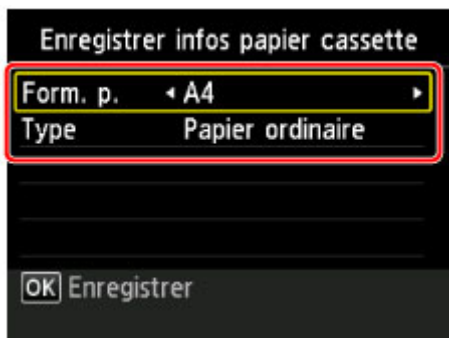 Enregistrer infos papier cassette
Form. p. A4
Type Papier ordinaire
OK Enregistrer